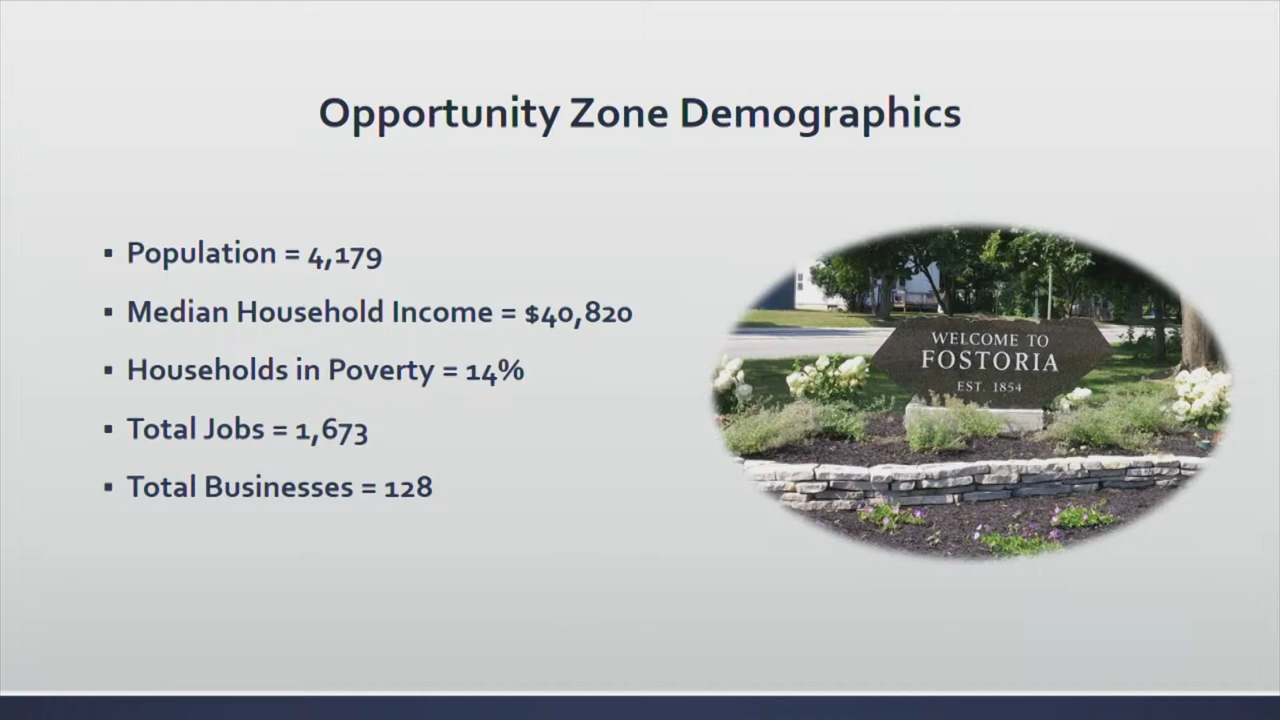 Opportunity Zone Demographics
▪ Population = 4,179
▪ Median Household Income = $40,820
▪ Households in Poverty = 14%
▪ Total Jobs = 1,673
▪ Total Businesses = 128
WELCOME TO
FOSTORIA
EST. 1854